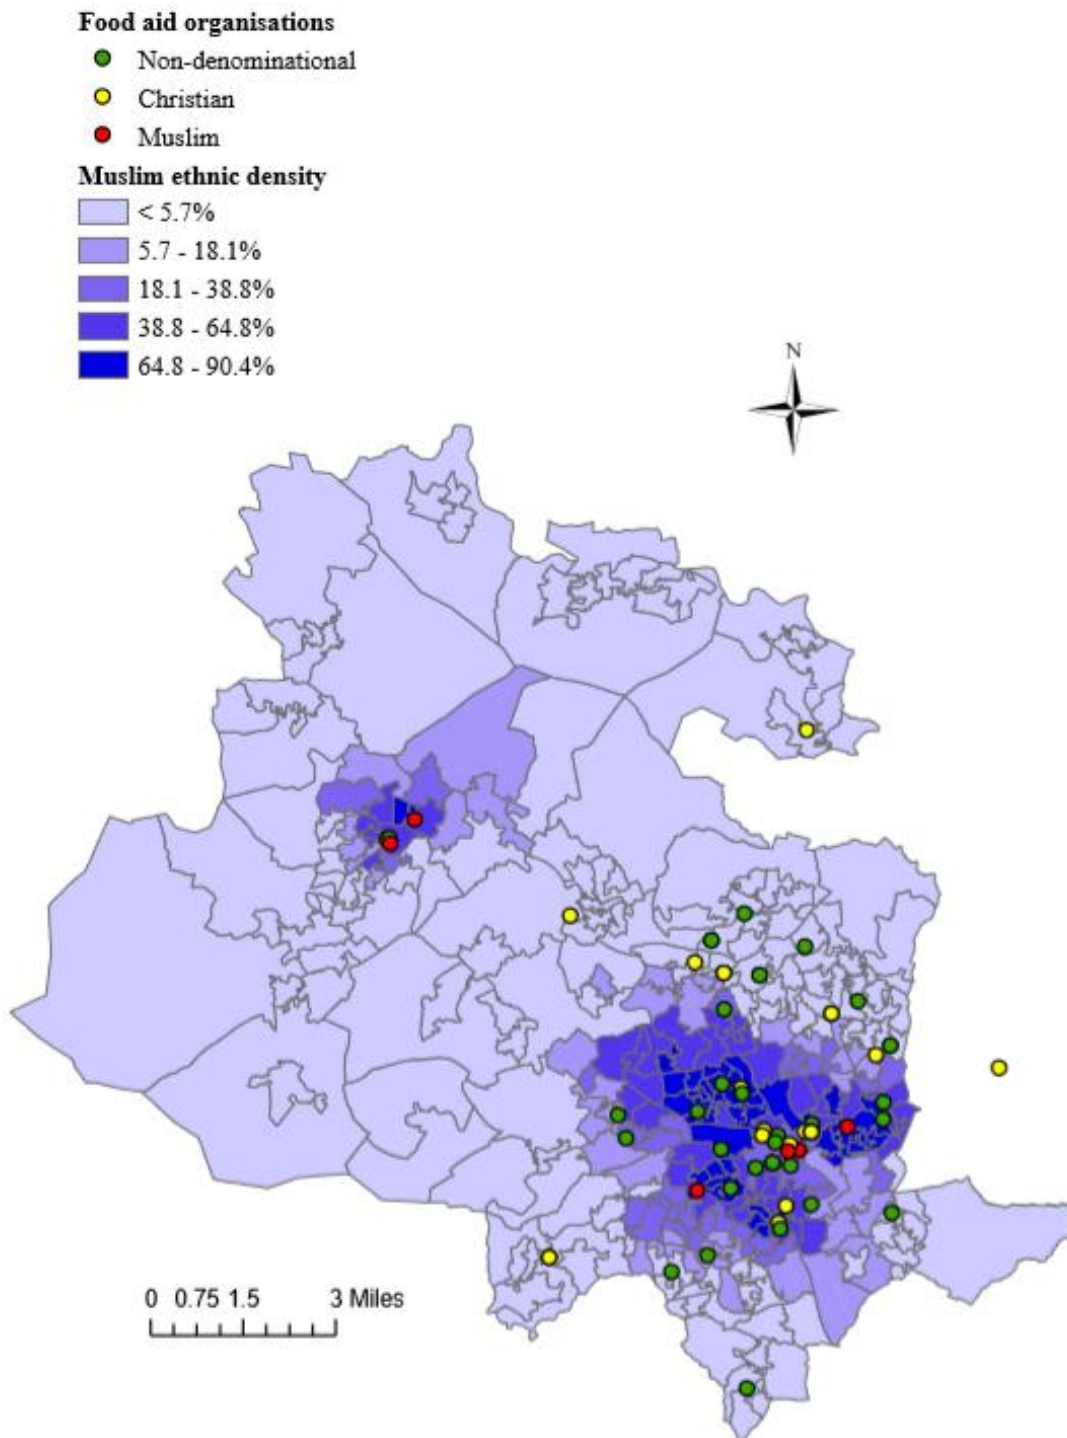 Food aid organisations
Non-denominational
Christian
Muslim
Muslim ethnic density
< 5.7%
5.7 - 18.1%
18.1 - 38.8%
38.8 - 64.8%
64.8 - 90.4%
N
0 0.75 1.5 3 Miles